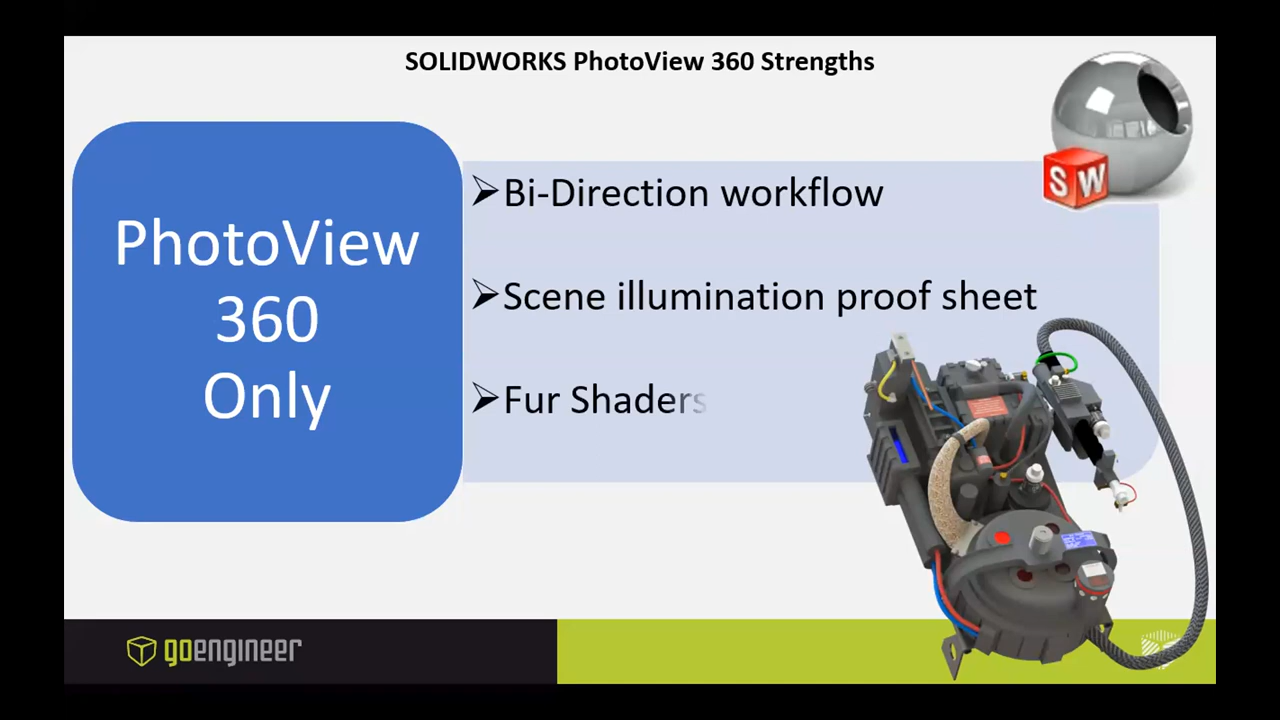 SOLIDWORKS PhotoView 360 Strengths
PhotoView
360
Only
Bi-Direction workflow
Scene illumination proof sheet
Fur Shaders
SW
goengineer